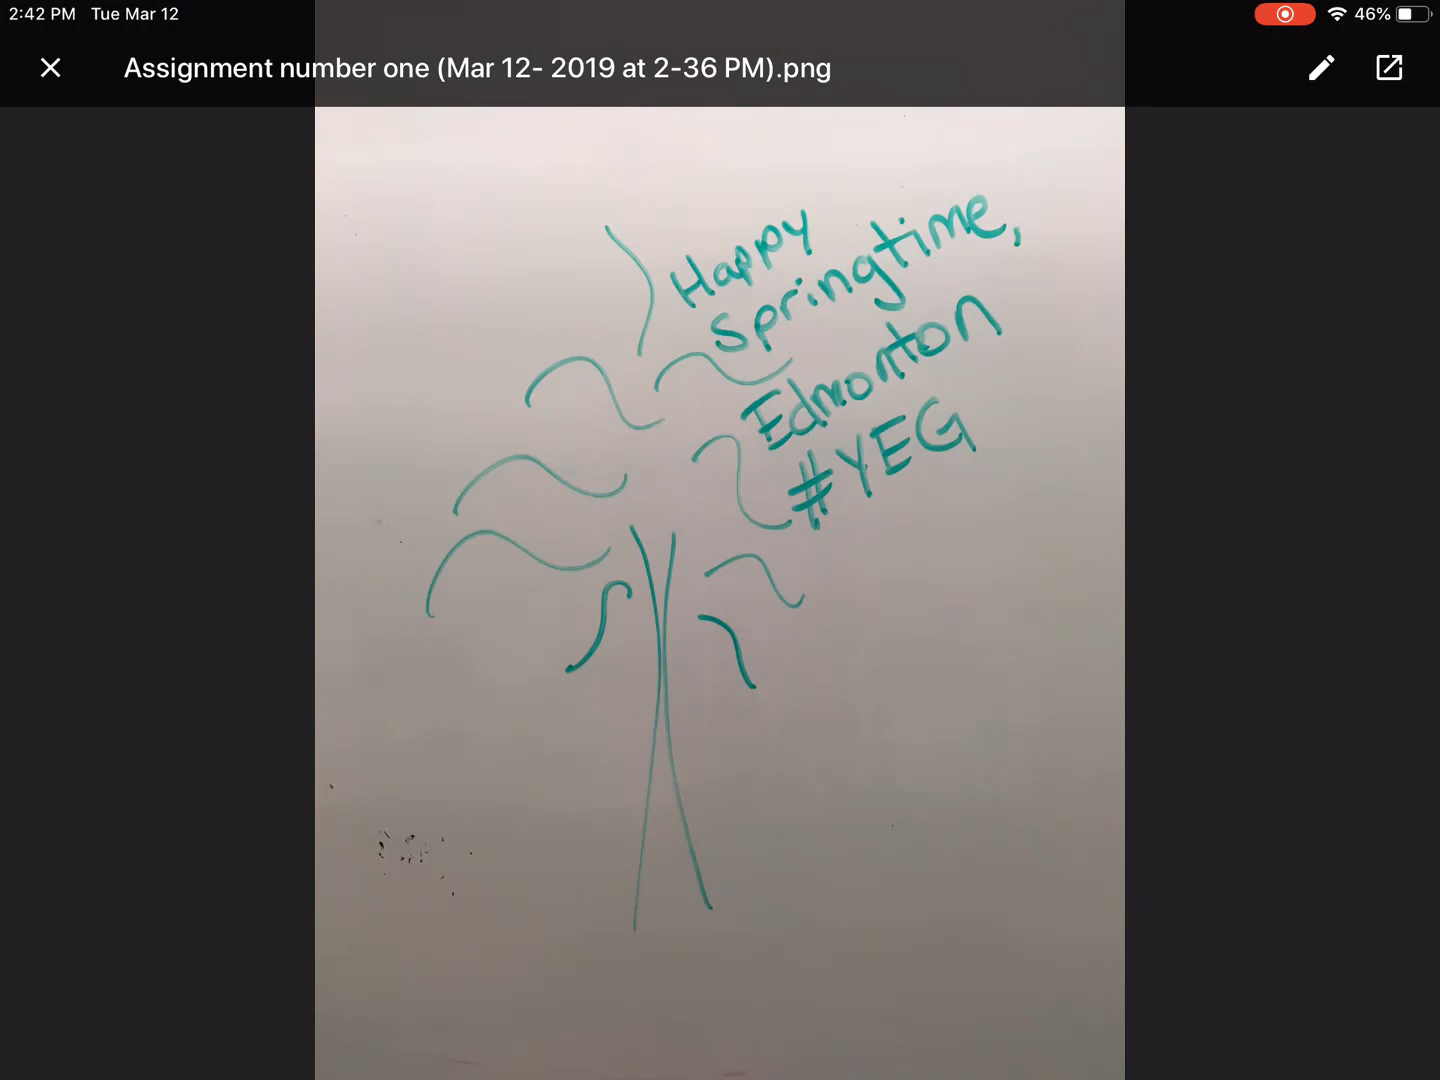 2:42 PM Tue Mar 12
46%
Assignment number one (Mar 12- 2019 at 2-36 PM).png
Happy
Springtime,
Edmonton
#YEG